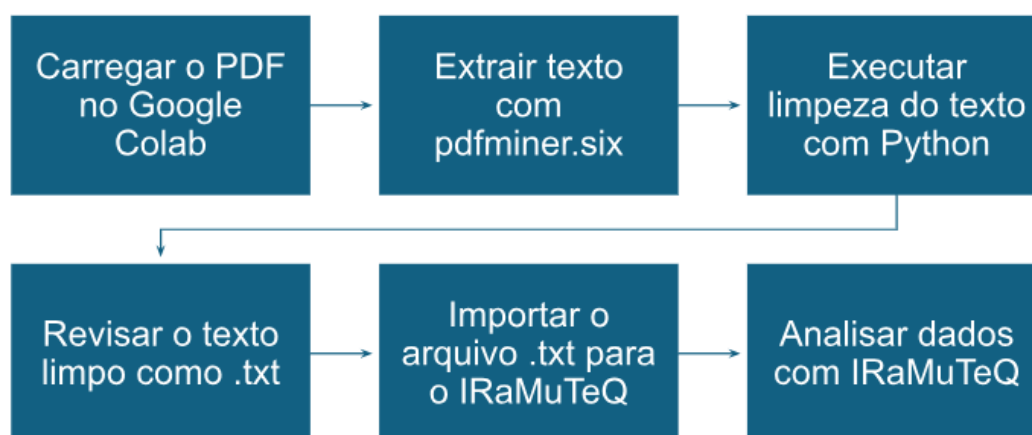 Carregar o PDF
no Google
Colab
Extrair texto
com
pdfminer.six
Executar
limpeza do texto
com Python
Revisar o texto
limpo como .txt
Importar o
arquivo .txt para
o IRaMuTeQ
Analisar dados
com IRaMuTeQ